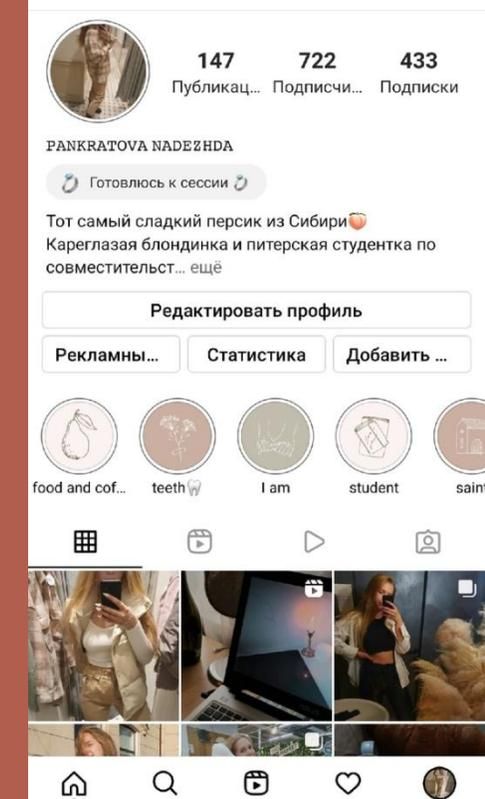 147 722 433
Публикац... Подписчи... Подписки
PANKRATOVA NADEZHDA
💍 Готовлюсь к сессии 💍
Тот самый сладкий персик из Сибири🍑
Кареглазая блондинка и питерская студентка по
совместительст... ещё
Редактировать профиль
Рекламны... Статистика Добавить ...
food and cof... teeth🦷 I am student saint